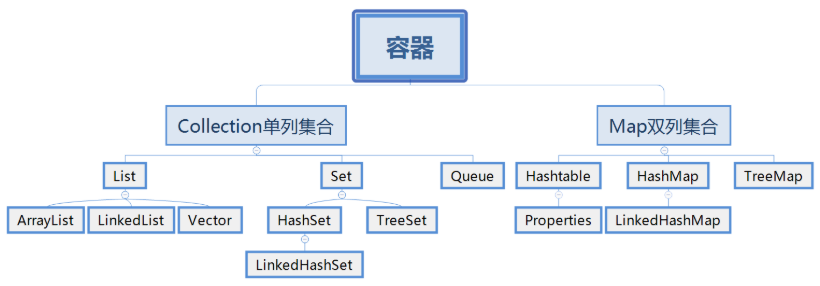 容器
Collection单列集合
Map双列集合
List
Set
Queue
Hashtable
HashMap
TreeMap
ArrayList
LinkedList
Vector
HashSet
TreeSet
Properties
LinkedHashMap
LinkedHashSet